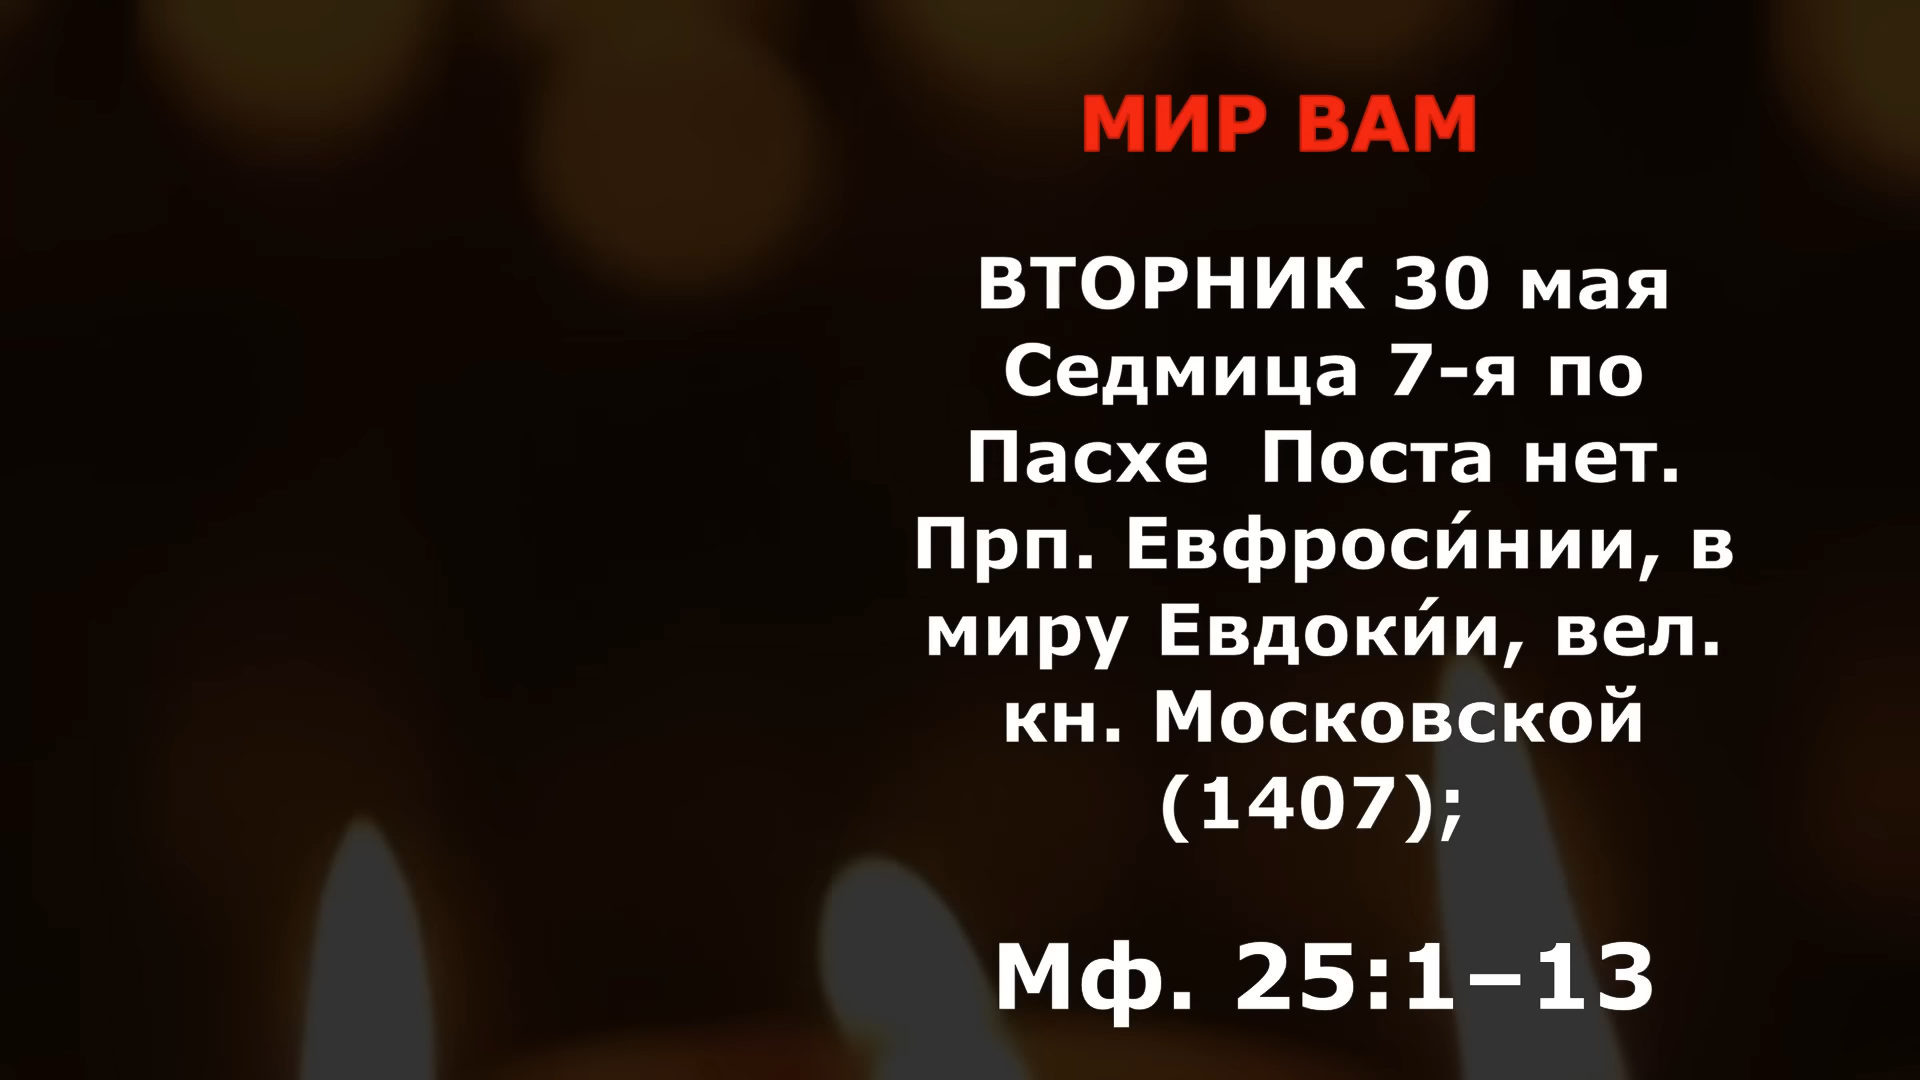 МИР ВАМ
ВТОРНИК 30 мая
Седмица 7-я по
Пасхе  Поста нет.
Прп. Евфроси́нии, в
миру Евдоки́и, вел.
кн. Московской
(1407);
Мф. 25:1–13